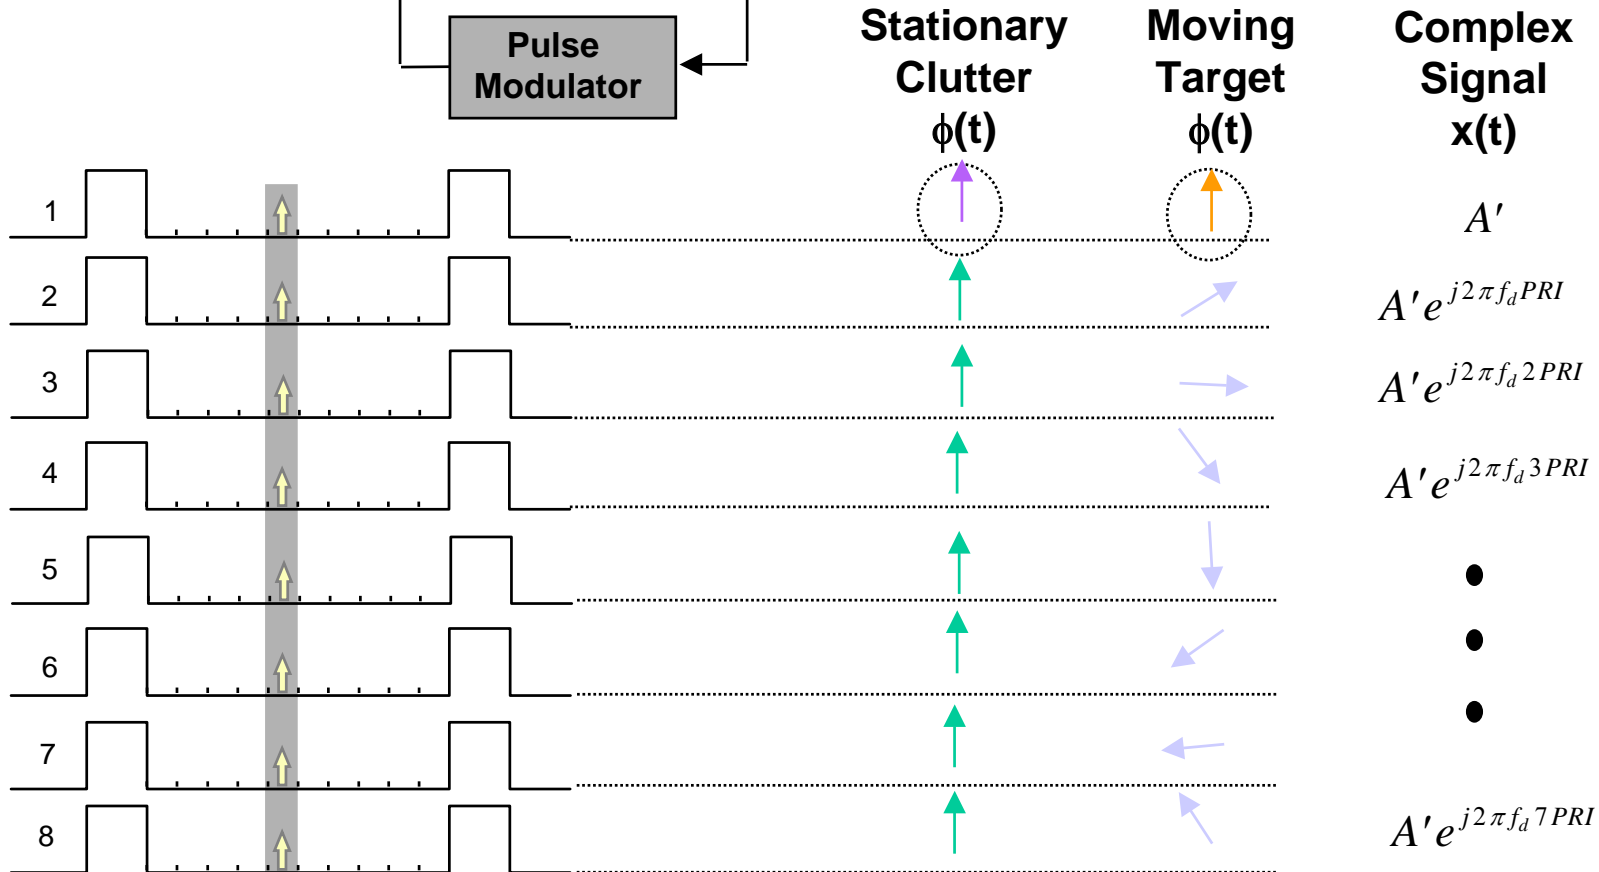 Pulse
Modulator
Stationary
Clutter
ϕ(t)
Moving
Target
ϕ(t)
Complex
Signal
x(t)
1
A′
2
A′e^{j2πf_d PRI}
3
A′e^{j2πf_d 2PRI}
4
A′e^{j2πf_d 3PRI}
5
6
7
8
A′e^{j2πf_d 7PRI}